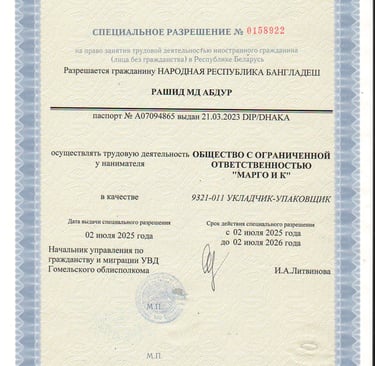 СПЕЦИАЛЬНОЕ РАЗРЕШЕНИЕ № 0158922
на право занятия трудовой деятельностью иностранного гражданина
(лица без гражданства) в Республике Беларусь
Разрешается гражданину НАРОДНАЯ РЕСПУБЛИКА БАНГЛАДЕШ
РАШИД МД АБДУР
паспорт № A07094865 выдан 21.03.2023 DIP/DHAKA
осуществлять трудовую деятельность ОБЩЕСТВО С ОГРАНИЧЕННОЙ
у нанимателя ОТВЕТСТВЕННОСТЬЮ
"МАРГО И К"
в качестве 9321-011 УКЛАДЧИК-УПАКОВЩИК
Дата выдачи специального разрешения
02 июля 2025 года
Срок действия специального разрешения
с 02 июля 2025 года
до 02 июля 2026 года
Начальник управления по
гражданству и миграции УВД
Гомельского облисполкома И.А.Литвинова
М.П.
М.П.